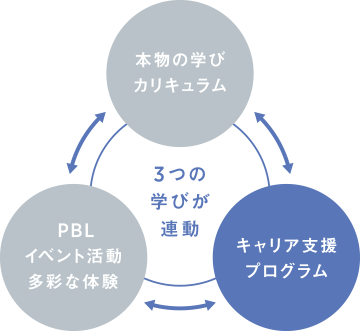 本物の学び
カリキュラム
3つの
学びが
連動
PBL
イベント活動
多彩な体験
キャリア支援
プログラム